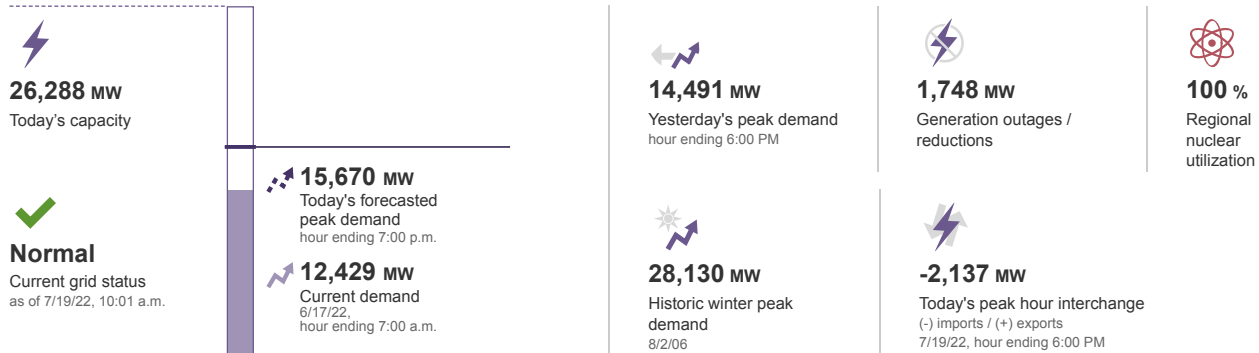 26,288 MW
Today's capacity
Normal
Current grid status
as of 7/19/22, 10:01 a.m.
15,670 MW
Today's forecasted
peak demand
hour ending 7:00 p.m.
12,429 MW
Current demand
6/17/22,
hour ending 7:00 a.m.
14,491 MW
Yesterday's peak demand
hour ending 6:00 PM
1,748 MW
Generation outages /
reductions
100 %
Regional
nuclear
utilization
28,130 MW
Historic winter peak
demand
8/2/06
-2,137 MW
Today's peak hour interchange
(-) imports / (+) exports
7/19/22, hour ending 6:00 PM